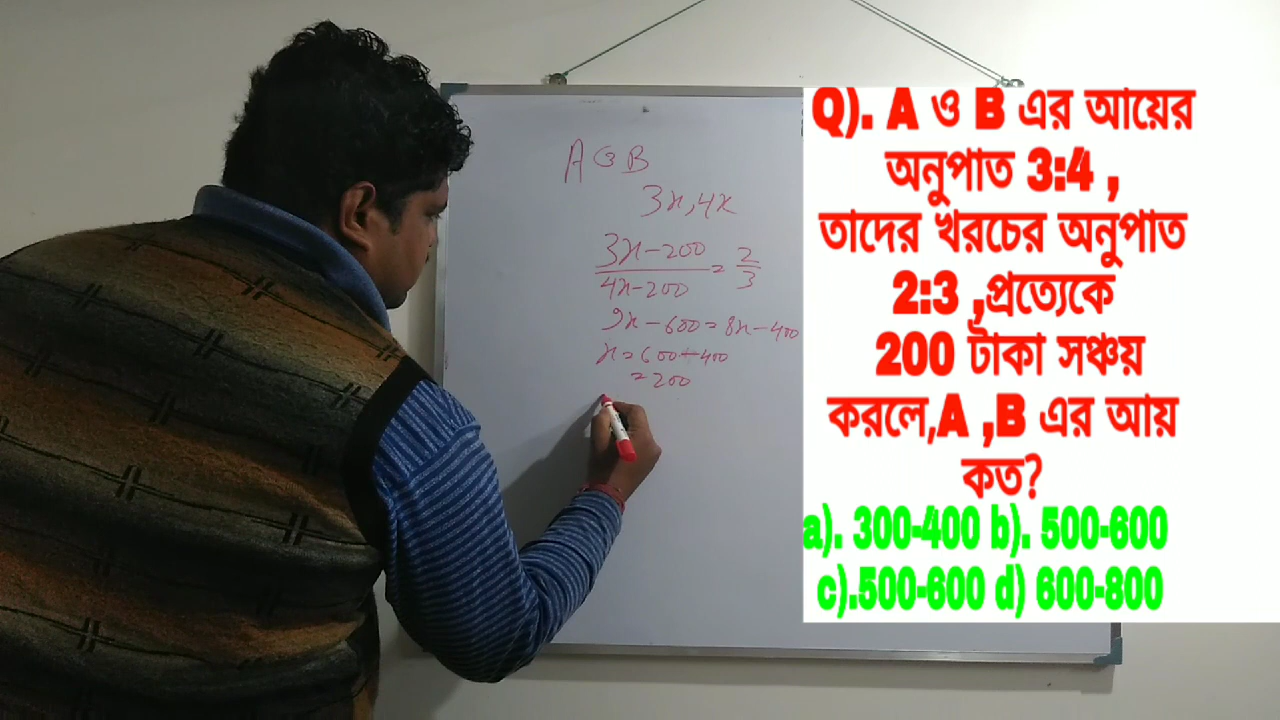 A ও B
3x, 4x
3x-200
4x-200
= 2/3
9x-600=8x-400
x=600-400
=200
Q). A ও B এর আয়ের
অনুপাত 3:4 ,
তাদের খরচের অনুপাত
2:3 ,প্রত্যেকে
200 টাকা সঞ্চয়
করলে,A ,B এর আয়
কত?
a). 300-400 b). 500-600
c).500-600 d) 600-800